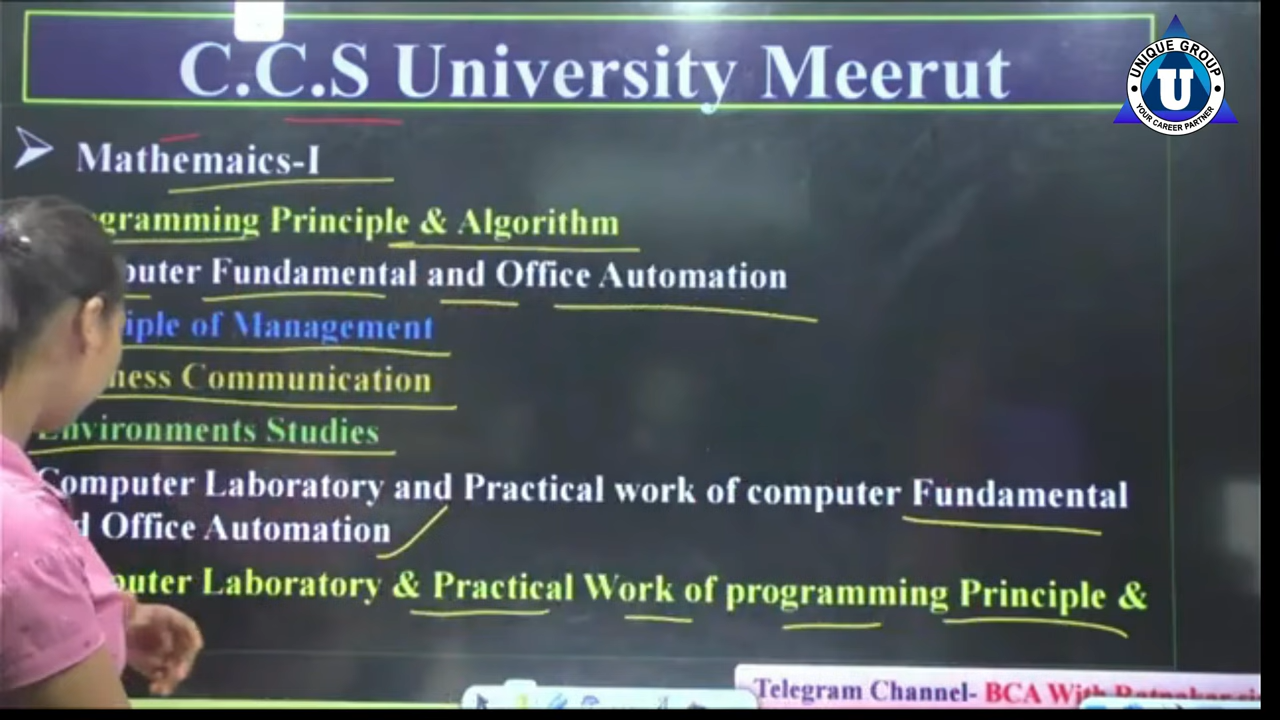 C.C.S University Meerut
UNIQUE GROUP
U
YOUR CAREER PARTNER
Mathemaics-I
gramming Principle & Algorithm
puter Fundamental and Office Automation
iple of Management
ness Communication
Environments Studies
Computer Laboratory and Practical work of computer Fundamental
d Office Automation
puter Laboratory & Practical Work of programming Principle &
Telegram Channel- BCA With